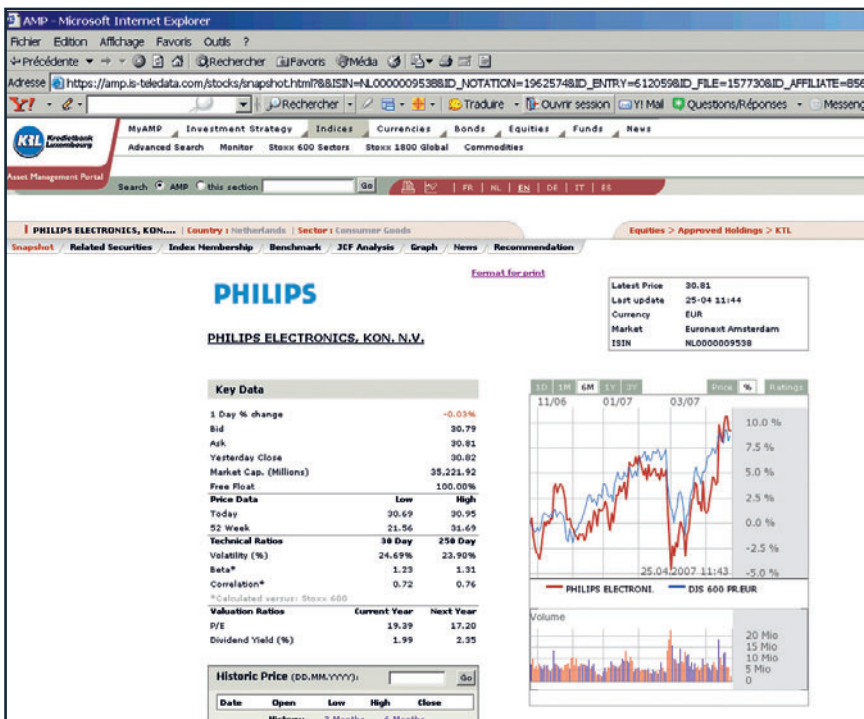 AMP - Microsoft Internet Explorer
Fichier Edition Affichage Favoris Outils ?
Précédente Rechercher Favoris Média
Adresse https://amp.is-teledata.com/stocks/snapshot.html?&&ISIN=NL0000009538&ID_NOTATION=1962574&ID_ENTRY=612059&ID_FILE=157730&ID_AFFILIATE=856
Y! Rechercher Traduire Ouvrir session Y! Mail Questions/Réponses Messeng
MyAMP Investment Strategy Indices Currencies Bonds Equities Funds News
KBL Kredietbank Luxembourg
Advanced Search Monitor Stoxx 600 Sectors Stoxx 1800 Global Commodities
Asset Management Portal
Search AMP this section Go FR | NL | EN | DE | IT | ES
PHILIPS ELECTRONICS, KON.... | Country : Netherlands | Sector : Consumer Goods
Equities > Approved Holdings > KTL
Snapshot Related Securities Index Membership Benchmark JCF Analysis Graph News Recommendation
Format for print
PHILIPS
PHILIPS ELECTRONICS, KON. N.V.
Latest Price 30.81
Last update 25-04 11:44
Currency EUR
Market Euronext Amsterdam
ISIN NL0000009538
Key Data
1 Day % change -0.03%
Bid 30.79
Ask 30.81
Yesterday Close 30.82
Market Cap. (Millions) 35,221.92
Free Float 100.00%
Price Data Low High
Today 30.69 30.95
52 Week 21.56 31.69
Technical Ratios 30 Day 250 Day
Volatility (%) 24.69% 23.90%
Beta* 1.23 1.31
Correlation* 0.72 0.76
*Calculated versus: Stoxx 600
Valuation Ratios Current Year Next Year
P/E 19.39 17.20
Dividend Yield (%) 1.99 2.35
Historic Price (DD.MM.YYYY): Go
Date Open Low High Close
History: 3 Months 6 Months
1D 1M 6M 1Y 3Y Price % Ratings
11/06 01/07 03/07
10.0 %
7.5 %
5.0 %
2.5 %
0.0 %
-2.5 %
25.04.2007 11:43 -5.0 %
PHILIPS ELECTRONI. DJS 600 PR.EUR
Volume
20 Mio
15 Mio
10 Mio
5 Mio
0